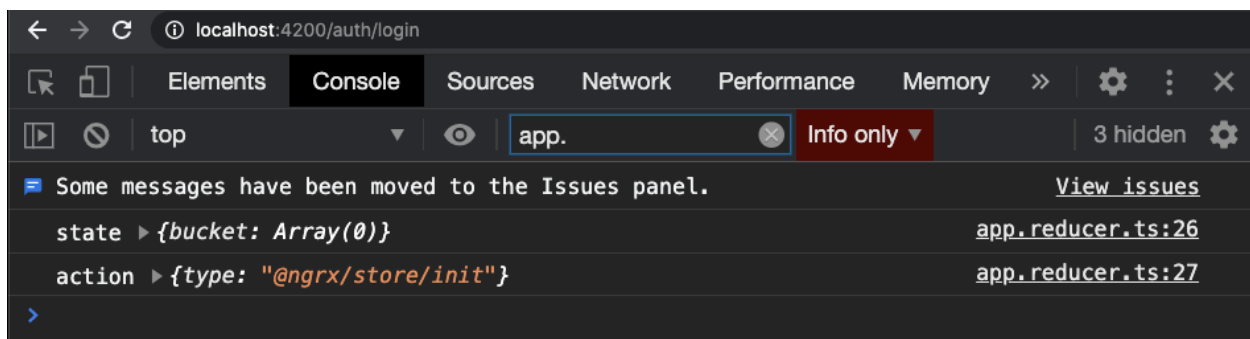 localhost:4200/auth/login
Elements Console Sources Network Performance Memory »
top app. Info only 3 hidden
Some messages have been moved to the Issues panel. View issues
state {bucket: Array(0)} app.reducer.ts:26
action {type: "@ngrx/store/init"} app.reducer.ts:27